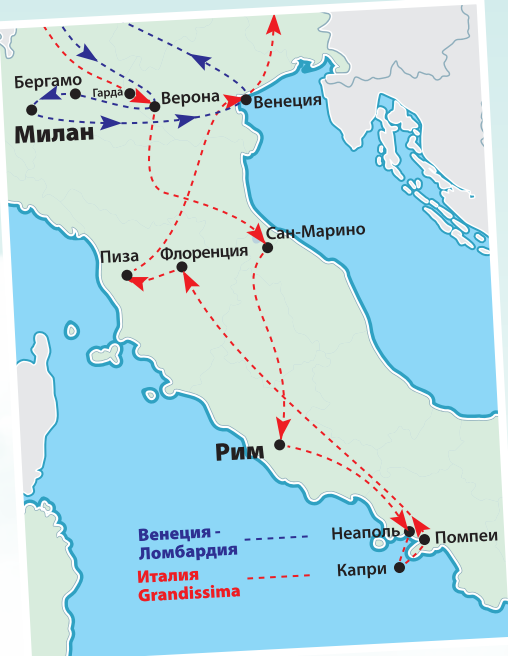 Бергамо
Гарда
Верона
Венеция
Милан
Сан-Марино
Пиза
Флоренция
Рим
Неаполь
Помпеи
Капри
Венеция -
Ломбардия
Италия
Grandissima